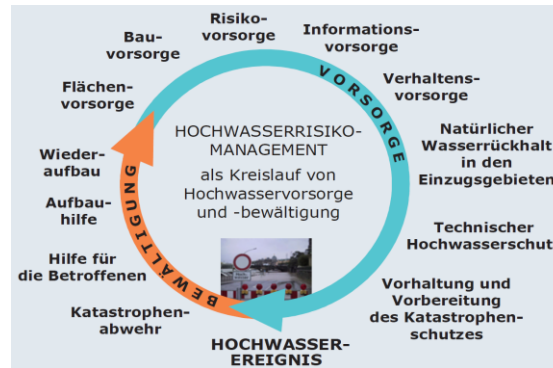 Risiko-
vorsorge
Informations-
vorsorge
Bau-
vorsorge
Verhaltens-
vorsorge
Flächen-
vorsorge
VORSORGE
Natürlicher
Wasserrückhalt
in den
Einzugsgebieten
HOCHWASSERRISIKO-
MANAGEMENT
als Kreislauf von
Hochwasservorsorge
und -bewältigung
Wieder-
aufbau
Aufbau-
hilfe
BEWÄLTIGUNG
Technischer
Hochwasserschut
Hilfe für
die Betroffenen
Vorhaltung und
Vorbereitung
des Katastrophen-
schutzes
Katastrophen-
abwehr
HOCHWASSER-
EREIGNIS